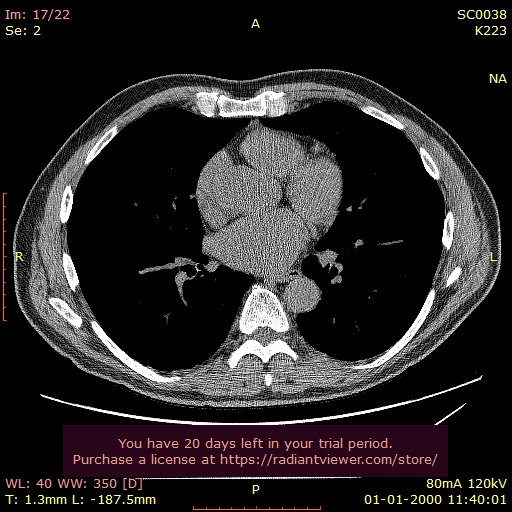 Im: 17/22
Se: 2
A
SC0038
K223
NA
R
L
You have 20 days left in your trial period.
Purchase a license at https://radiantviewer.com/store/
WL: 40 WW: 350 [D]
T: 1.3mm L: -187.5mm
P
80mA 120kV
01-01-2000 11:40:01